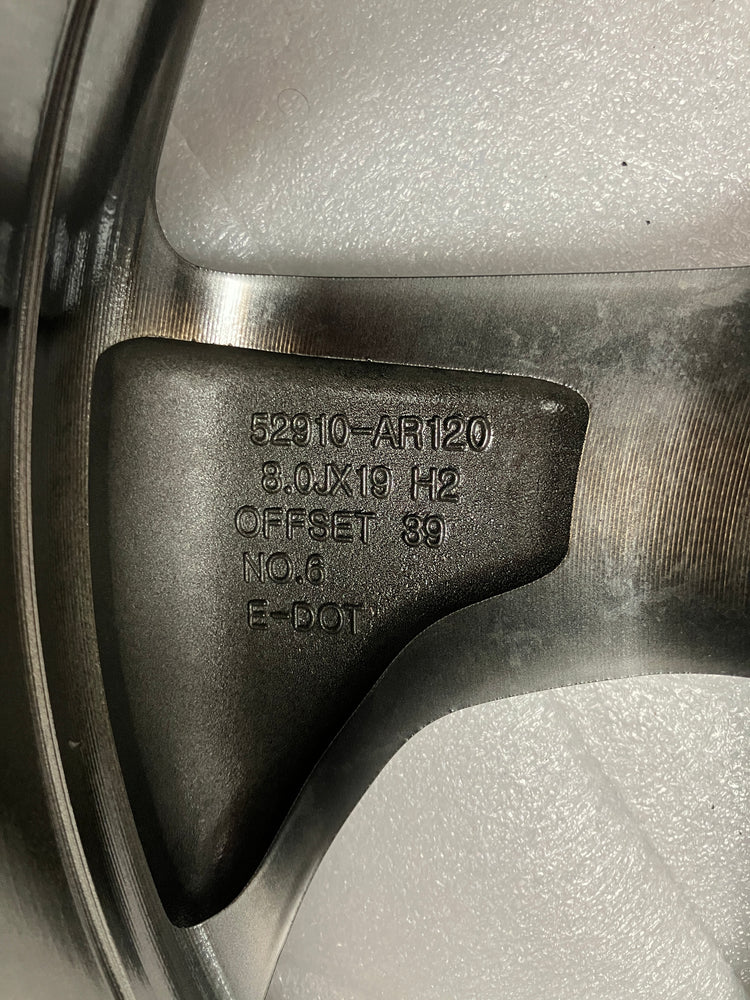 52910-AR120
8.0JX19 H2
OFFSET 39
NO.6
E-DOT